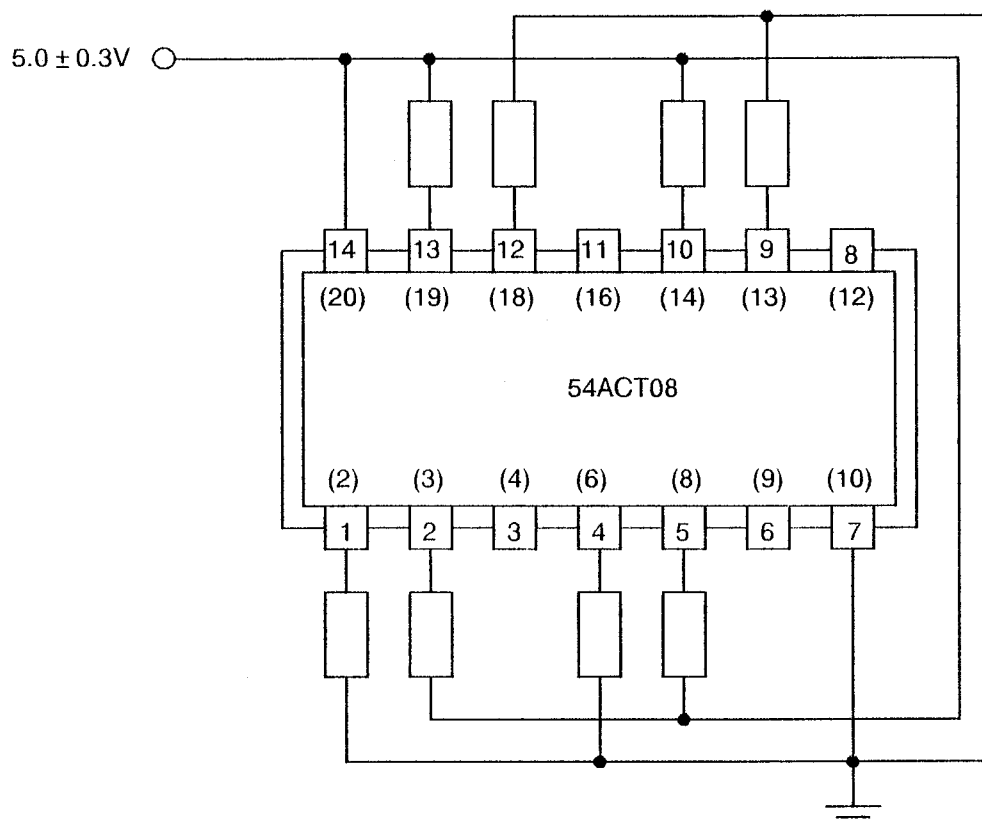 5.0 ± 0.3V
14 13 12 11 10 9 8
(20) (19) (18) (16) (14) (13) (12)
54ACT08
(2) (3) (4) (6) (8) (9) (10)
1 2 3 4 5 6 7